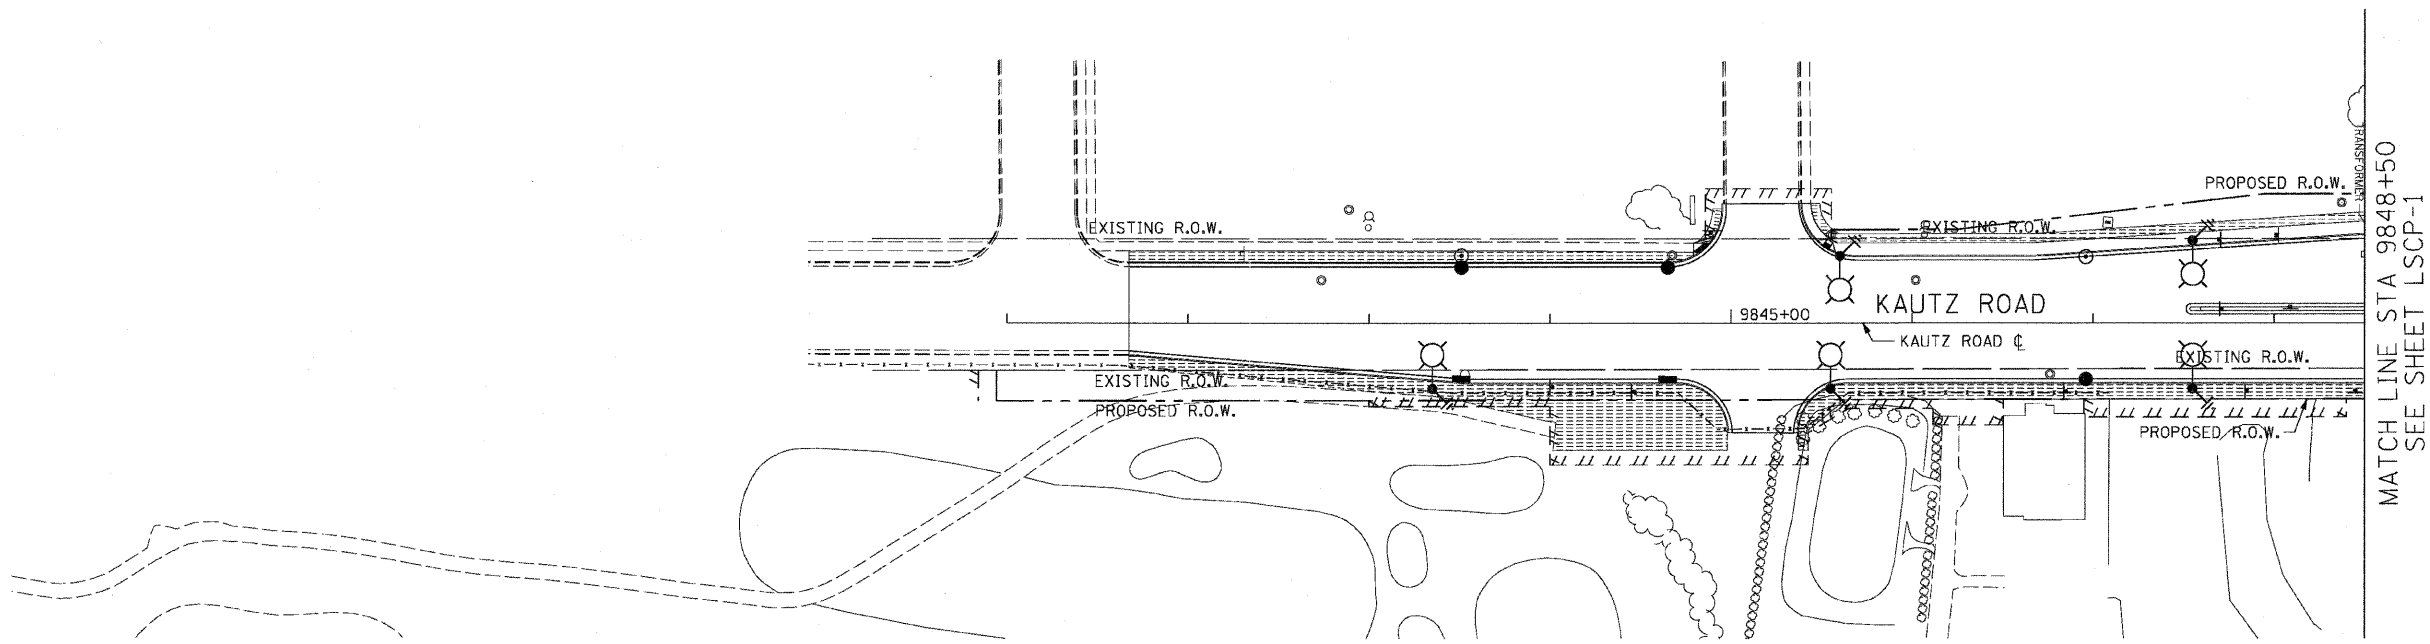 TRANSFORMER
PROPOSED R.O.W.
EXISTING R.O.W.
EXISTING R.O.W.
KAUTZ ROAD
9845+00
KAUTZ ROAD ℄
EXISTING R.O.W.
EXISTING R.O.W.
PROPOSED R.O.W.
PROPOSED R.O.W.
MATCH LINE STA 9848+50
SEE SHEET LSCP-1